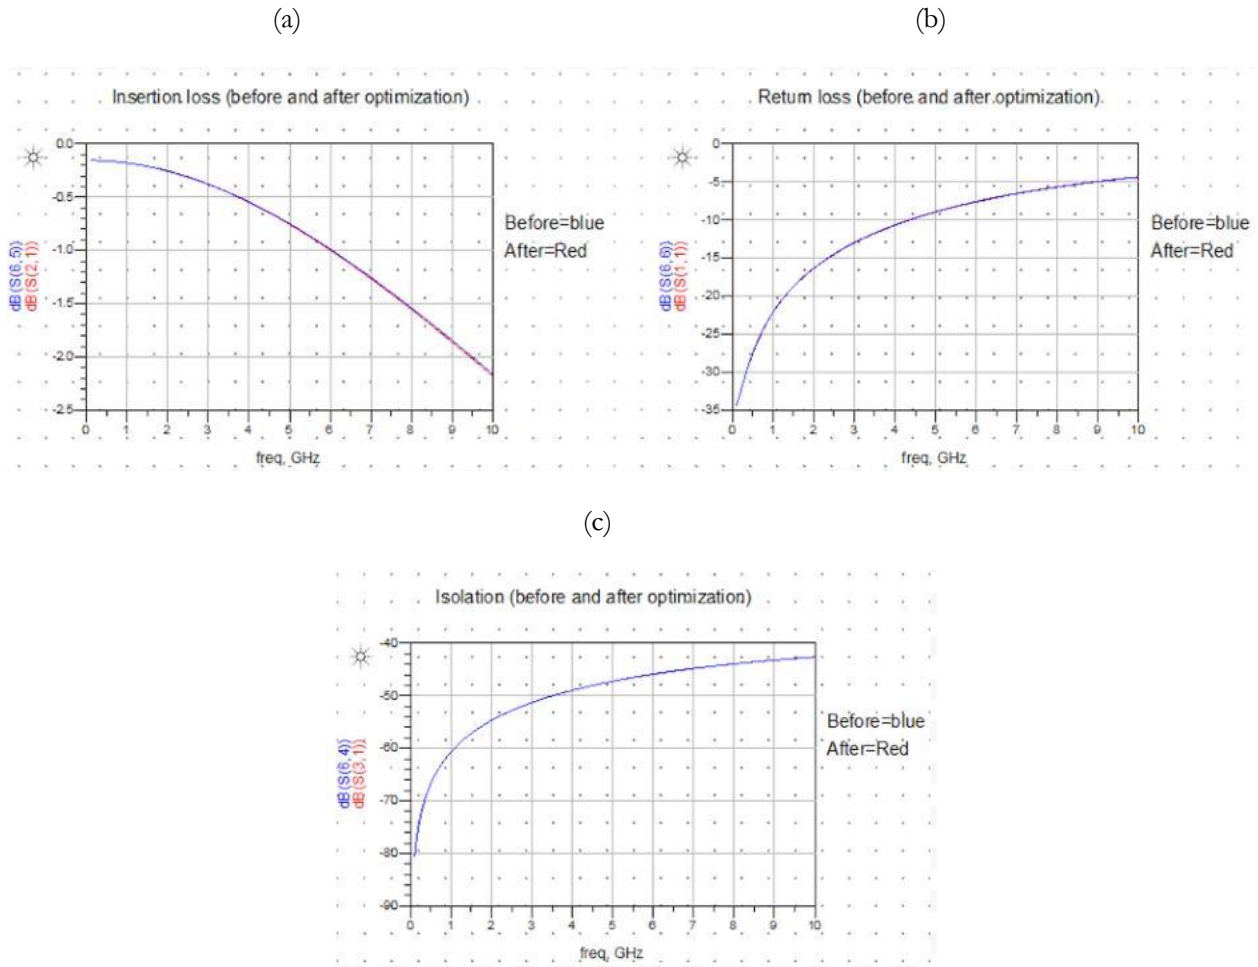 (a)
(b)
Insertion loss (before and after optimization)
0.0
-0.5
-1.0
-1.5
-2.0
-2.5
dB(S(6,5))
dB(S(2,1))
0 1 2 3 4 5 6 7 8 9 10
freq, GHz
Before=blue
After=Red
Return loss (before and after optimization)
0
-5
-10
-15
-20
-25
-30
-35
dB(S(6,6))
dB(S(1,1))
0 1 2 3 4 5 6 7 8 9 10
freq, GHz
Before=blue
After=Red
(c)
Isolation (before and after optimization)
-40
-50
-60
-70
-80
-90
dB(S(6,4))
dB(S(3,1))
0 1 2 3 4 5 6 7 8 9 10
freq, GHz
Before=blue
After=Red